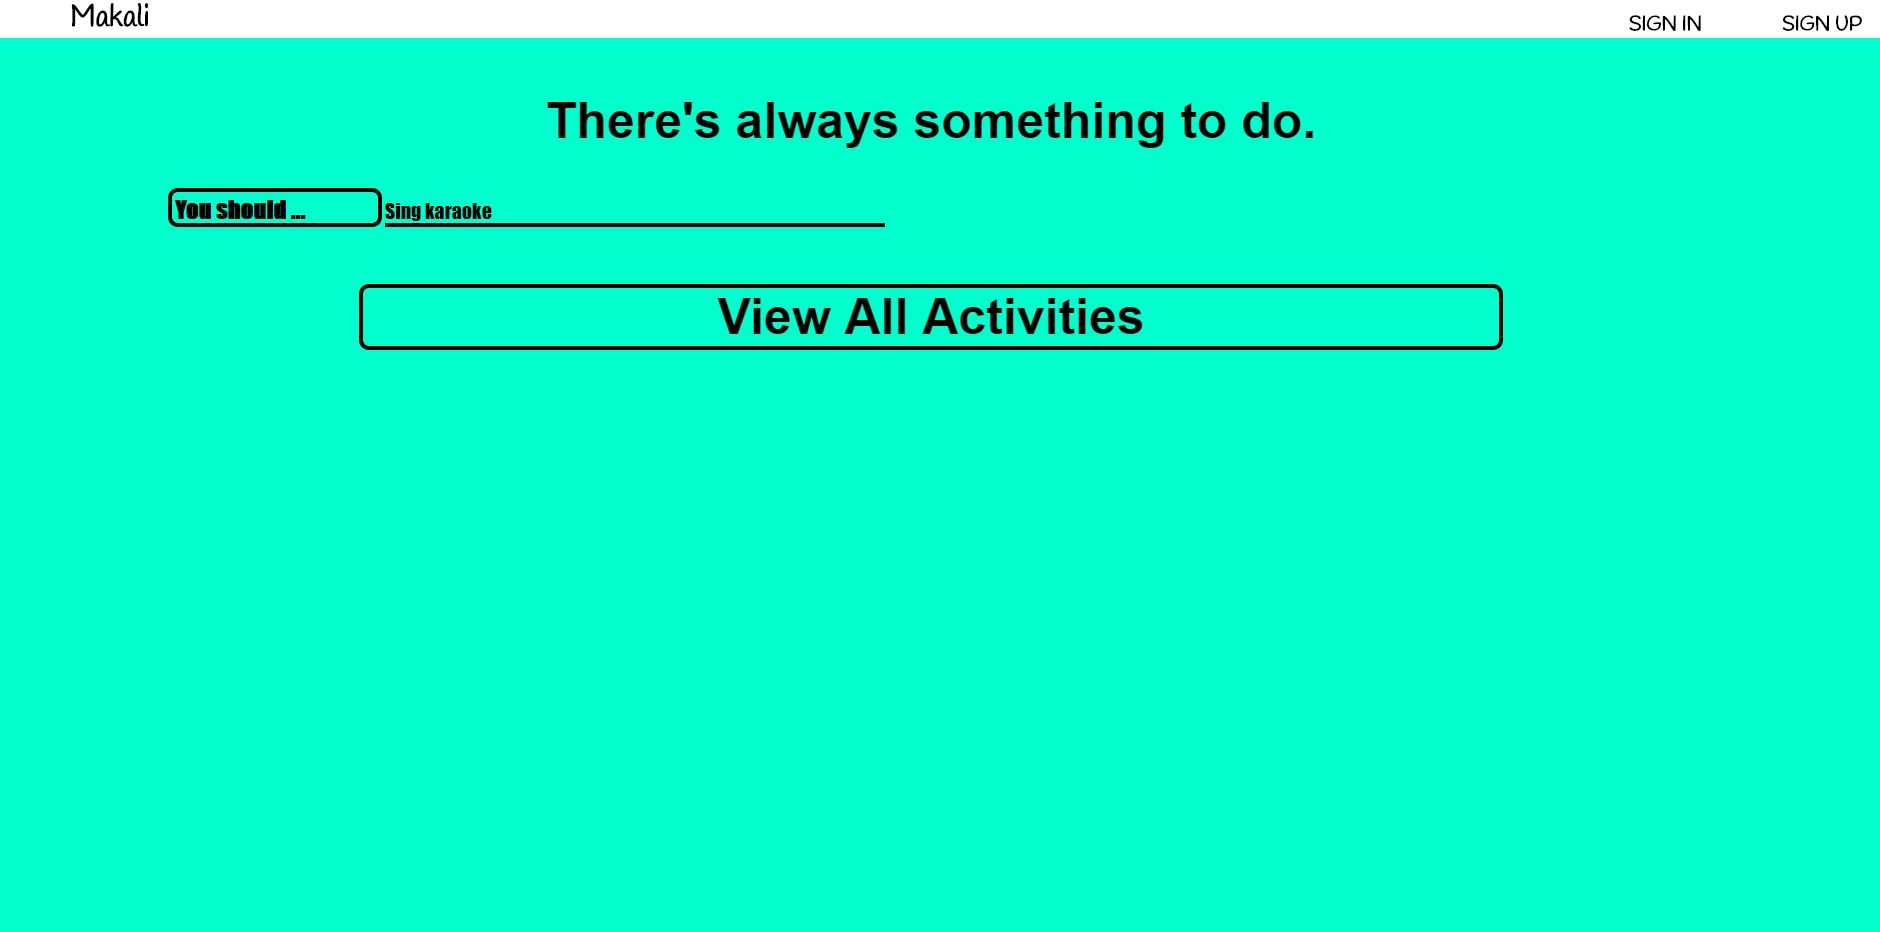 Makali
SIGN IN
SIGN UP
There's always something to do.
You should ...
Sing karaoke
View All Activities